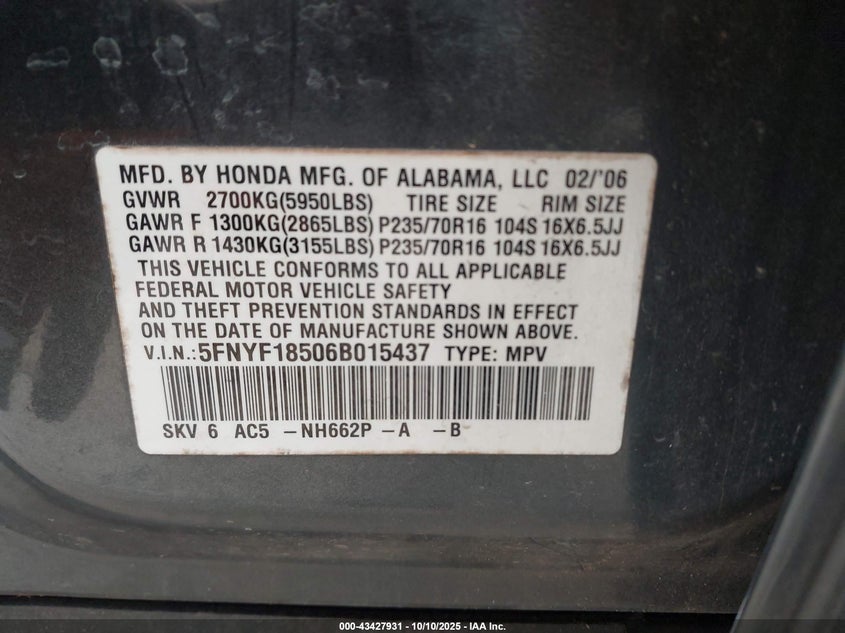 MFD. BY HONDA MFG. OF ALABAMA, LLC 02/'06
GVWR 2700KG(5950LBS) TIRE SIZE RIM SIZE
GAWR F 1300KG(2865LBS) P235/70R16 104S 16X6.5JJ
GAWR R 1430KG(3155LBS) P235/70R16 104S 16X6.5JJ
THIS VEHICLE CONFORMS TO ALL APPLICABLE
FEDERAL MOTOR VEHICLE SAFETY
AND THEFT PREVENTION STANDARDS IN EFFECT
ON THE DATE OF MANUFACTURE SHOWN ABOVE.
V.I.N.:5FNYF18506B015437 TYPE: MPV
SKV 6 AC5 -NH662P -A -B
000-43427931 - 10/10/2025 - IAA Inc.